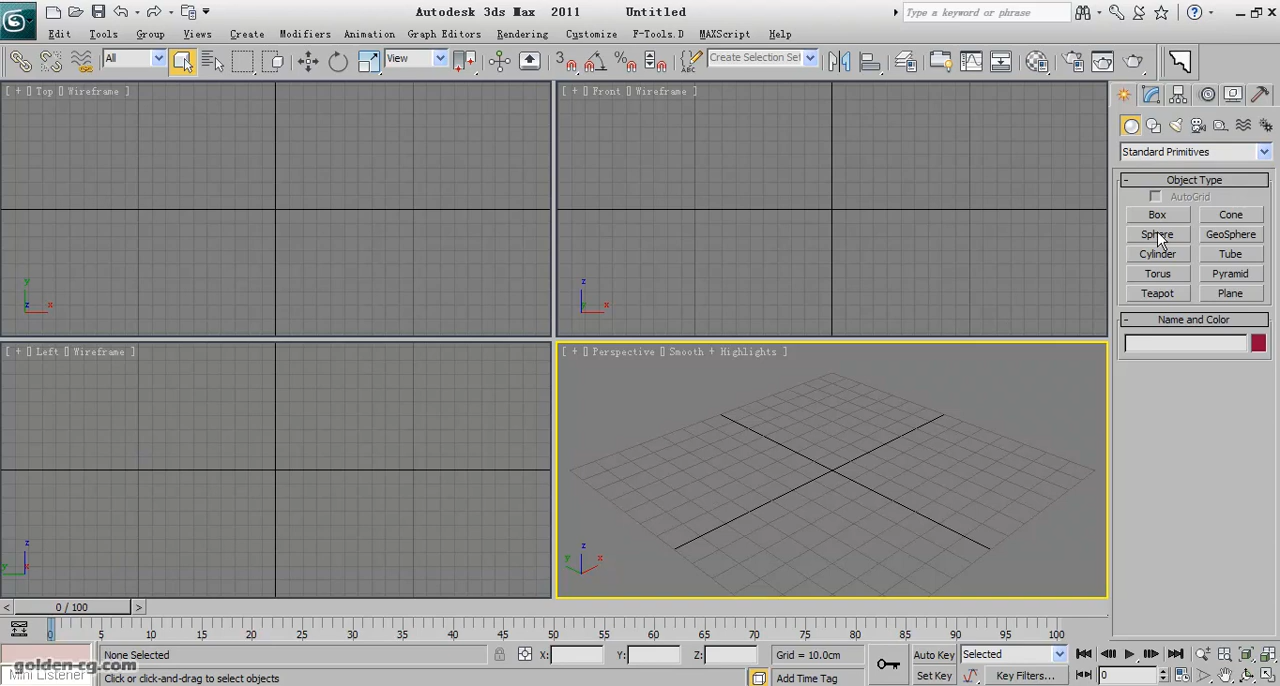 Autodesk 3ds Max 2011 Untitled
Type a keyword or phrase
Edit Tools Group Views Create Modifiers Animation Graph Editors Rendering Customize F-Tools.D MAXScript Help
All
View
Create Selection Set
[ + [] Top [] Wireframe ]
[ + [] Front [] Wireframe ]
Standard Primitives
- Object Type
AutoGrid
Box Cone
Sphere GeoSphere
Cylinder Tube
Torus Pyramid
Teapot Plane
- Name and Color
y
z x
z
y x
[ + [] Left [] Wireframe ]
[ + [] Perspective [] Smooth + Highlights ]
z
y x
z
y x
< 0 / 100 >
0 5 10 15 20 25 30 35 40 45 50 55 60 65 70 75 80 85 90 95 100
None Selected X: Y: Z: Grid = 10.0cm Auto Key Selected
golden-cg.com
Mini Listener Click or click-and-drag to select objects Add Time Tag Set Key Key Filters... 0